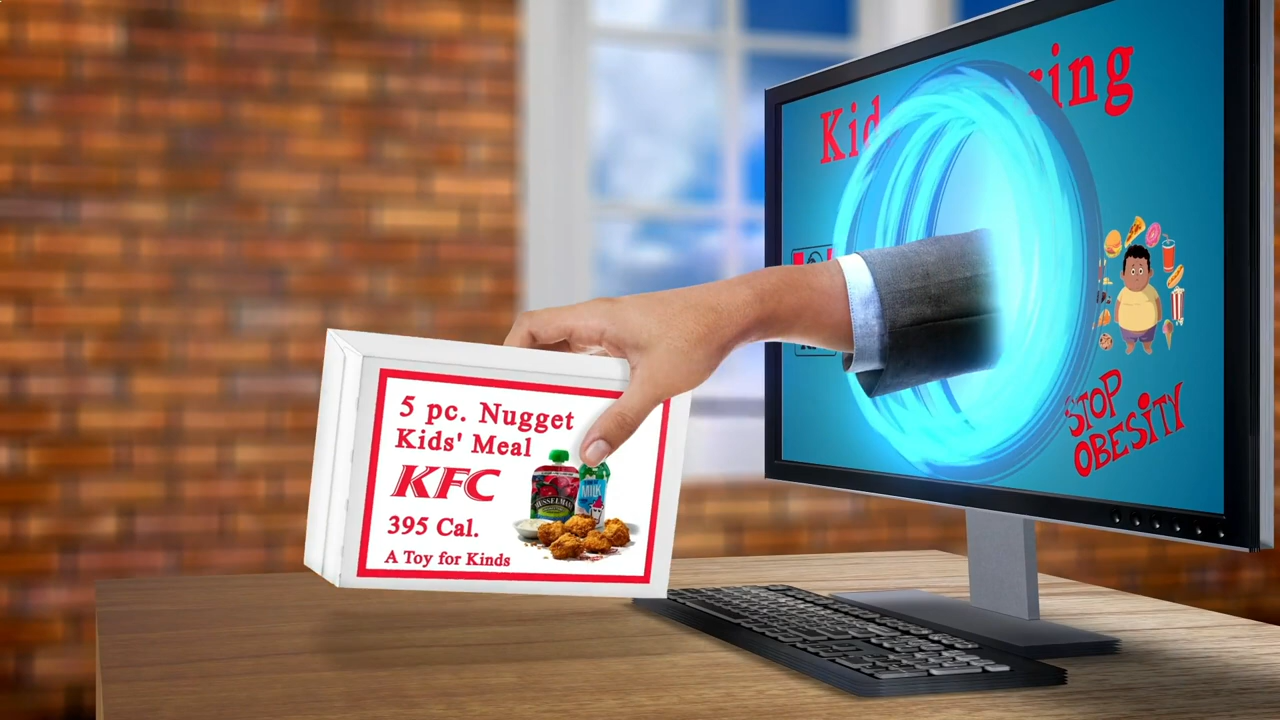 Kid ring
5 pc. Nugget
Kids' Meal
KFC
395 Cal.
A Toy for Kinds
MILK
STOP
OBESITY